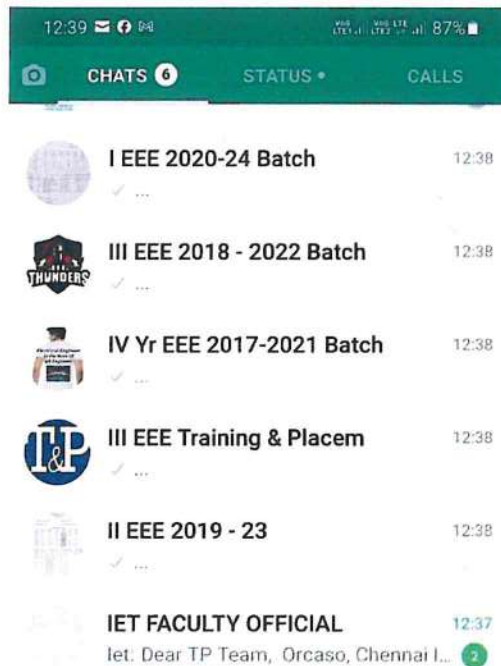 12:39 87%
CHATS 6 STATUS CALLS
I EEE 2020-24 Batch 12:38
...
THUNDERS
III EEE 2018 - 2022 Batch 12:38
...
IV Yr EEE 2017-2021 Batch 12:38
...
T&P
III EEE Training & Placem 12:38
...
II EEE 2019 - 23 12:38
...
IET FACULTY OFFICIAL 12:37
Iet: Dear TP Team, Orcaso, Chennai I... 2